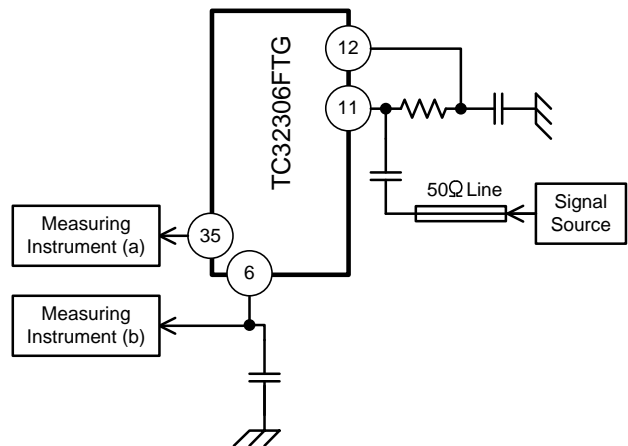 TC32306FTG
12
11
50Ω Line
Signal
Source
Measuring
Instrument (a)
35
6
Measuring
Instrument (b)